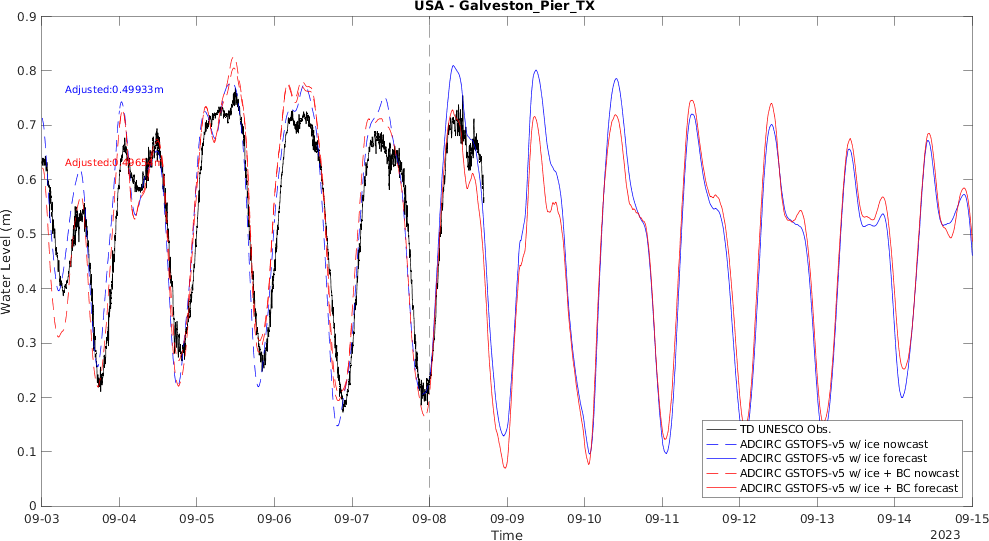 USA - Galveston_Pier_TX
0.9
0.8
0.7
0.6
0.5
0.4
0.3
0.2
0.1
0
Water Level (m)
Adjusted:0.49933m
TD UNESCO Obs.
ADCIRC GSTOFS-v5 w/ ice nowcast
ADCIRC GSTOFS-v5 w/ ice forecast
ADCIRC GSTOFS-v5 w/ ice + BC nowcast
ADCIRC GSTOFS-v5 w/ ice + BC forecast
09-03 09-04 09-05 09-06 09-07 09-08 09-09 09-10 09-11 09-12 09-13 09-14 09-15
Time
2023